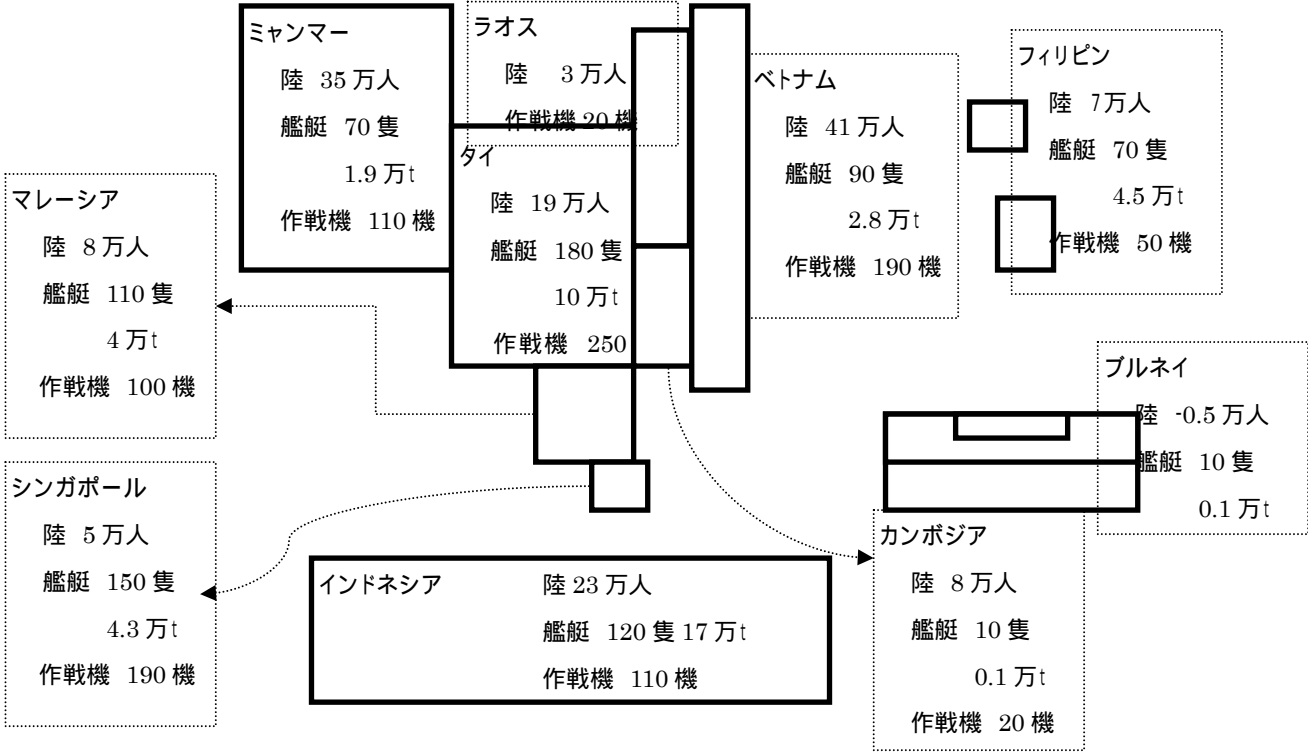 ミャンマー
陸 35 万人
艦艇 70 隻
1.9 万t
作戦機 110 機
ラオス
陸 3 万人
作戦機 20 機
タイ
陸 19 万人
艦艇 180 隻
10 万t
作戦機 250
ベトナム
陸 41 万人
艦艇 90 隻
2.8 万t
作戦機 190 機
フィリピン
陸 7万人
艦艇 70 隻
4.5 万t
作戦機 50 機
マレーシア
陸 8 万人
艦艇 110 隻
4 万t
作戦機 100 機
ブルネイ
陸 -0.5 万人
艦艇 10 隻
0.1 万t
シンガポール
陸 5 万人
艦艇 150 隻
4.3 万t
作戦機 190 機
インドネシア 陸 23 万人
艦艇 120 隻 17 万t
作戦機 110 機
カンボジア
陸 8 万人
艦艇 10 隻
0.1 万t
作戦機 20 機